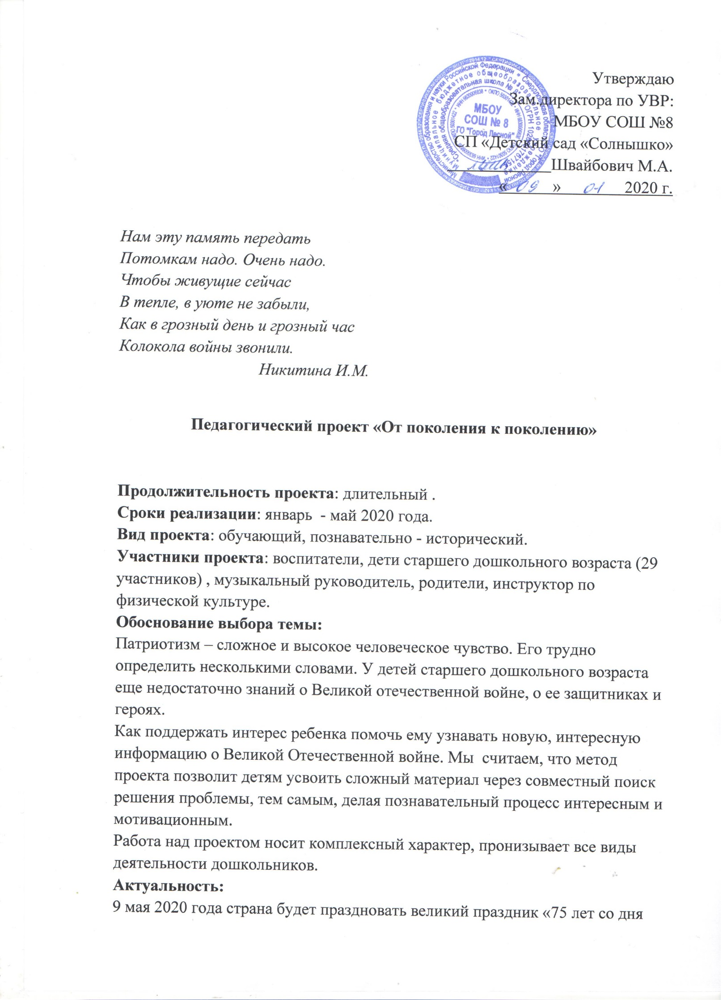 Утверждаю
Зам.директора по УВР:
МБОУ СОШ №8
СП «Детский сад «Солнышко»
Швайбович М.А.
« 09 » 01 2020 г.
МБОУ
СОШ № 8
ГО "Город Лесной"
Нам эту память передать
Потомкам надо. Очень надо.
Чтобы живущие сейчас
В тепле, в уюте не забыли,
Как в грозный день и грозный час
Колокола войны звонили.
Никитина И.М.
Педагогический проект «От поколения к поколению»
Продолжительность проекта: длительный .
Сроки реализации: январь  - май 2020 года.
Вид проекта: обучающий, познавательно - исторический.
Участники проекта: воспитатели, дети старшего дошкольного возраста (29
участников) , музыкальный руководитель, родители, инструктор по
физической культуре.
Обоснование выбора темы:
Патриотизм – сложное и высокое человеческое чувство. Его трудно
определить несколькими словами. У детей старшего дошкольного возраста
еще недостаточно знаний о Великой отечественной войне, о ее защитниках и
героях.
Как поддержать интерес ребенка помочь ему узнавать новую, интересную
информацию о Великой Отечественной войне. Мы  считаем, что метод
проекта позволит детям усвоить сложный материал через совместный поиск
решения проблемы, тем самым, делая познавательный процесс интересным и
мотивационным.
Работа над проектом носит комплексный характер, пронизывает все виды
деятельности дошкольников.
Актуальность:
9 мая 2020 года страна будет праздновать великий праздник «75 лет со дня